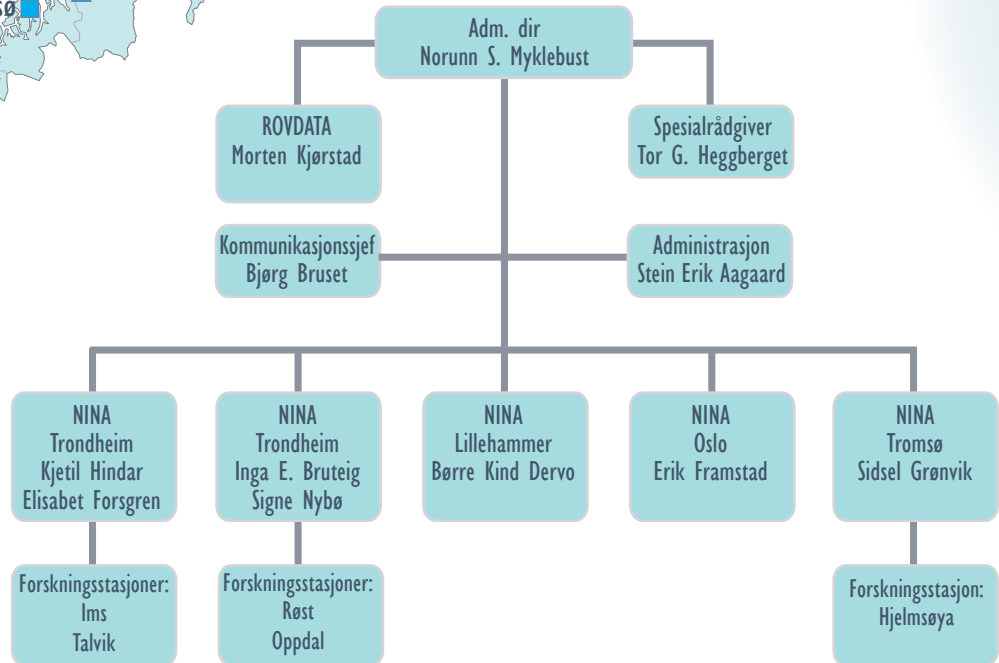 Adm. dir
Norunn S. Myklebust
ROVDATA
Morten Kjørstad
Spesialrådgiver
Tor G. Heggberget
Kommunikasjonssjef
Bjørg Bruset
Administrasjon
Stein Erik Aagaard
NINA
Trondheim
Kjetil Hindar
Elisabet Forsgren
NINA
Trondheim
Inga E. Bruteig
Signe Nybø
NINA
Lillehammer
Børre Kind Dervo
NINA
Oslo
Erik Framstad
NINA
Tromsø
Sidsel Grønvik
Forskningsstasjoner:
Ims
Talvik
Forskningsstasjoner:
Røst
Oppdal
Forskningsstasjon:
Hjelmsøya